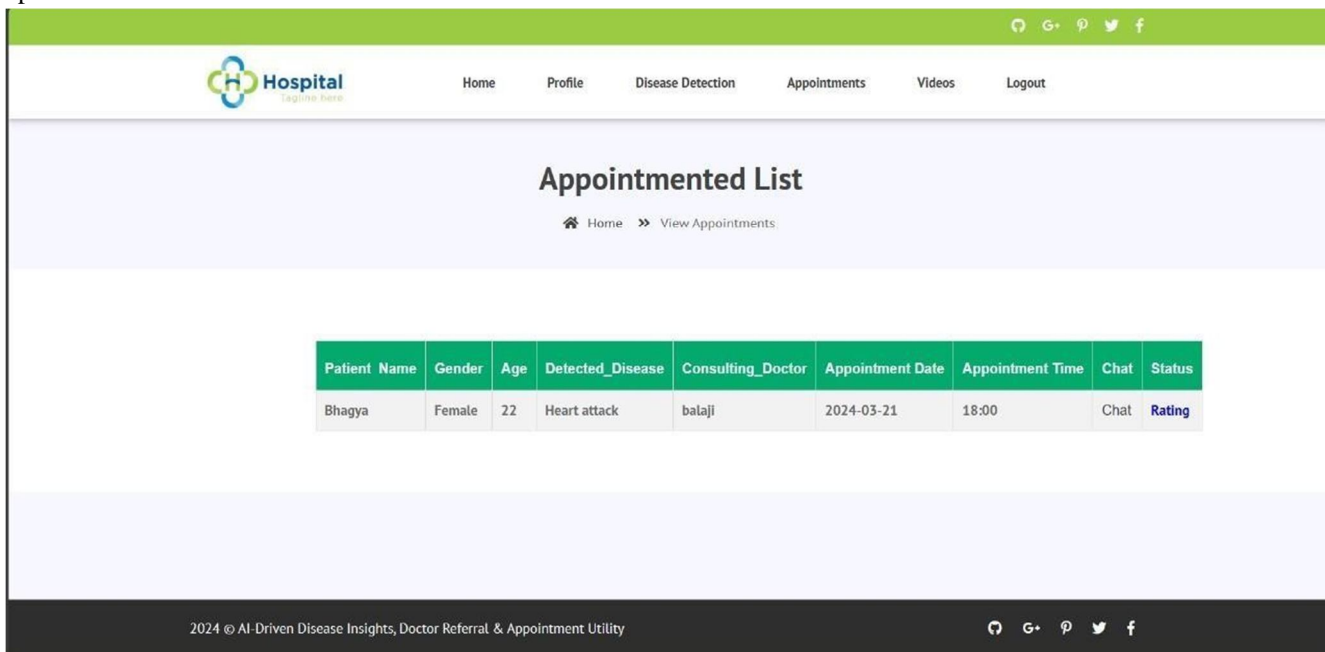 Hospital
Tagline here
Home Profile Disease Detection Appointments Videos Logout
Appointmented List
Home » View Appointments
Patient Name Gender Age Detected_Disease Consulting_Doctor Appointment Date Appointment Time Chat Status
Bhagya Female 22 Heart attack balaji 2024-03-21 18:00 Chat Rating
2024 © AI-Driven Disease Insights, Doctor Referral & Appointment Utility